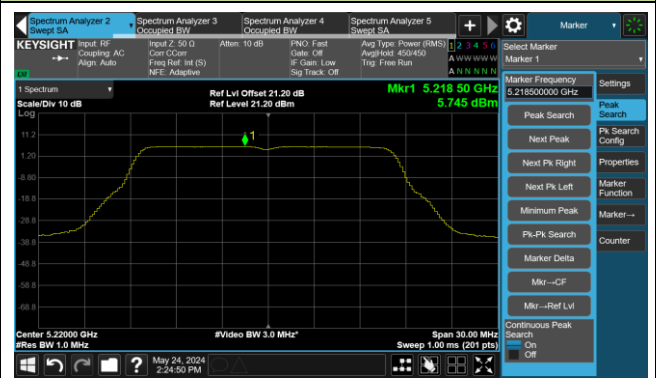 Spectrum Analyzer 2
Swept SA
Spectrum Analyzer 3
Occupied BW
Spectrum Analyzer 4
Occupied BW
Spectrum Analyzer 5
Swept SA
Marker
KEYSIGHT
Input: RF
Coupling: AC
Align: Auto
Input Z: 50 Ω
Corr CCorr
Freq Ref: Int (S)
NFE: Adaptive
Atten: 10 dB
PNO: Fast
Gate: Off
IF Gain: Low
Sig Track: Off
Avg Type: Power (RMS)
Avg|Hold: 450/450
Trig: Free Run
1 2 3 4 5 6
A W W W W W
A N N N N N
Select Marker
Marker 1
LXI
1 Spectrum
Scale/Div 10 dB
Log
Ref Lvl Offset 21.20 dB
Ref Level 21.20 dBm
Mkr1 5.218 50 GHz
5.745 dBm
1
11.2
1.20
-8.80
-18.8
-28.8
-38.8
-48.8
-58.8
-68.8
Center 5.22000 GHz
#Res BW 1.0 MHz
#Video BW 3.0 MHz*
Span 30.00 MHz
Sweep 1.00 ms (201 pts)
Marker Frequency
5.218500000 GHz
Peak Search
Next Peak
Next Pk Right
Next Pk Left
Minimum Peak
Pk-Pk Search
Marker Delta
Mkr→CF
Mkr→Ref Lvl
Continuous Peak
Search
On
Off
Settings
Peak
Search
Pk Search
Config
Properties
Marker
Function
Marker→
Counter
May 24, 2024
2:24:50 PM